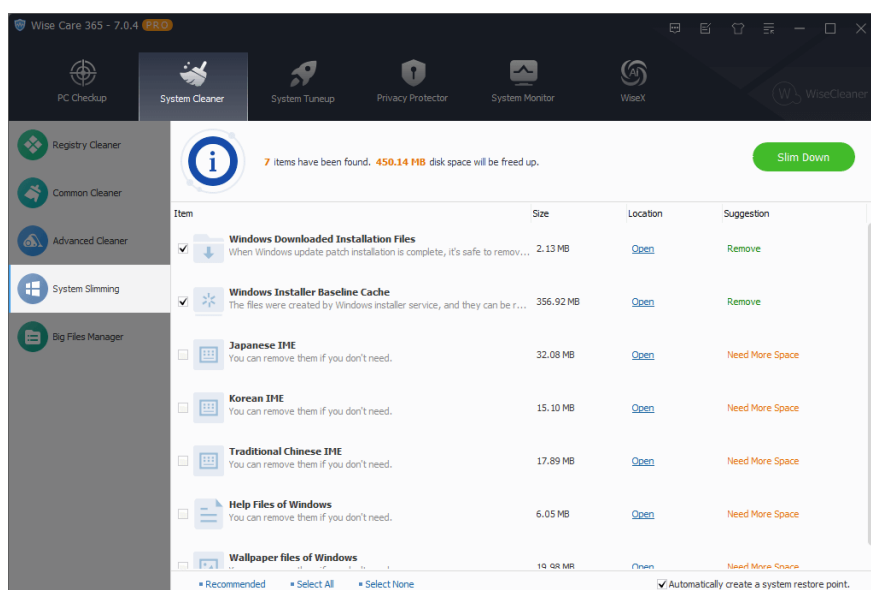 Wise Care 365 - 7.0.4 PRO
PC Checkup System Cleaner System Tuneup Privacy Protector System Monitor WiseX WiseCleaner
AI
W
Registry Cleaner
Common Cleaner
Advanced Cleaner
System Slimming
Big Files Manager
7 items have been found. 450.14 MB disk space will be freed up.
Slim Down
Item Size Location Suggestion
Windows Downloaded Installation Files
When Windows update patch installation is complete, it's safe to remov... 2.13 MB Open Remove
Windows Installer Baseline Cache
The files were created by Windows installer service, and they can be r... 356.92 MB Open Remove
Japanese IME
You can remove them if you don't need. 32.08 MB Open Need More Space
Korean IME
You can remove them if you don't need. 15.10 MB Open Need More Space
Traditional Chinese IME
You can remove them if you don't need. 17.89 MB Open Need More Space
Help Files of Windows
You can remove them if you don't need. 6.05 MB Open Need More Space
Wallpaper files of Windows
19.98 MB Open Need More Space
Recommended Select All Select None Automatically create a system restore point.